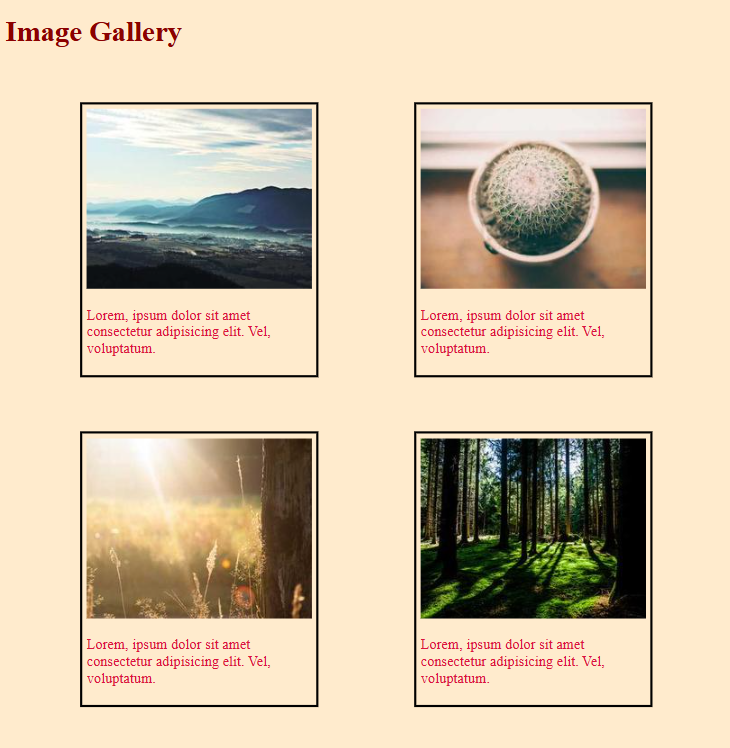 Image Gallery
Lorem, ipsum dolor sit amet
consectetur adipisicing elit. Vel,
voluptatum.
Lorem, ipsum dolor sit amet
consectetur adipisicing elit. Vel,
voluptatum.
Lorem, ipsum dolor sit amet
consectetur adipisicing elit. Vel,
voluptatum.
Lorem, ipsum dolor sit amet
consectetur adipisicing elit. Vel,
voluptatum.